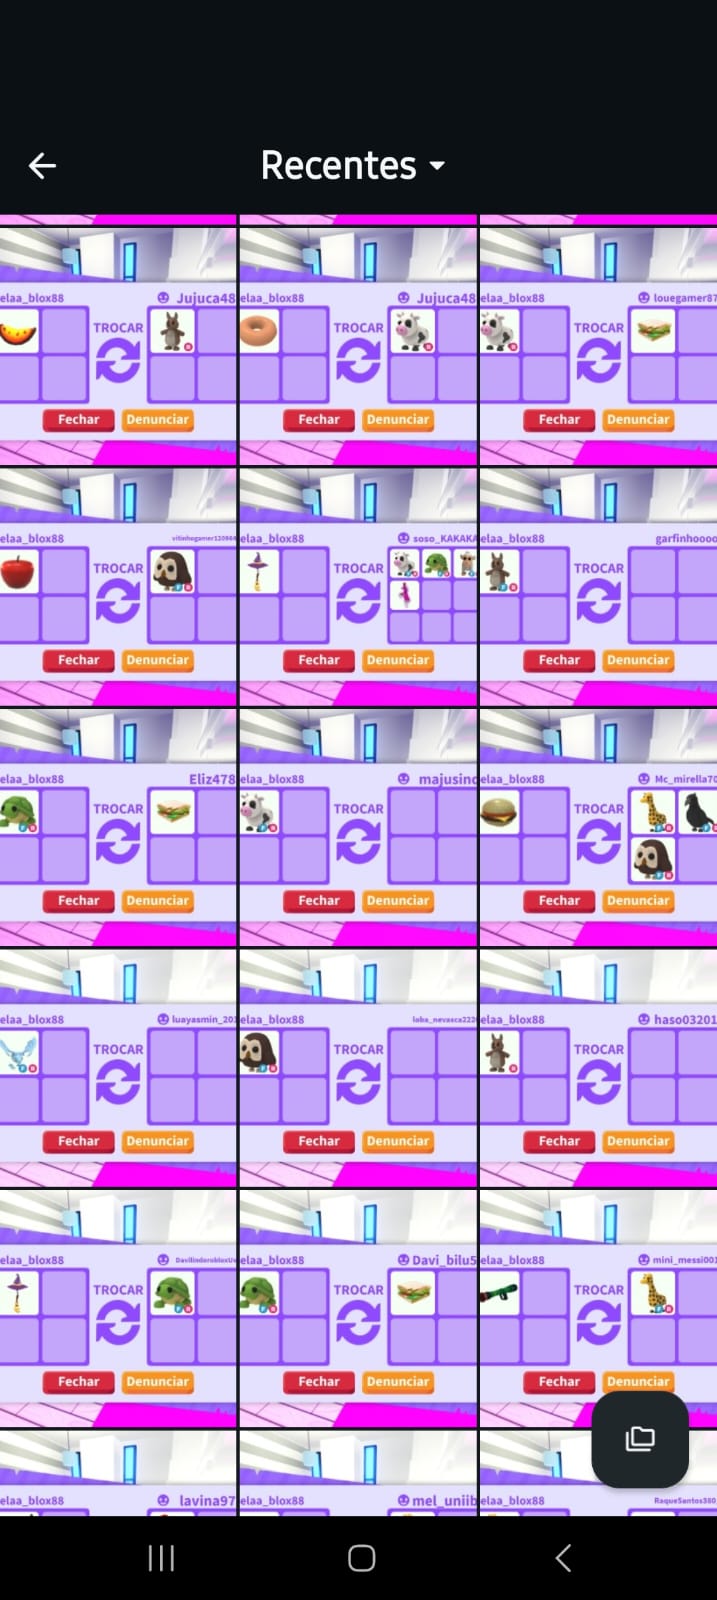 Recentes
elaa_blox88 Jujuca48
TROCAR
Fechar Denunciar
elaa_blox88 Jujuca48
TROCAR
Fechar Denunciar
elaa_blox88 louegamer87
TROCAR
Fechar Denunciar
elaa_blox88
TROCAR
Fechar Denunciar
elaa_blox88 soso_KAKAKA
TROCAR
Fechar Denunciar
elaa_blox88 garfinhoooo
TROCAR
Fechar Denunciar
elaa_blox88 Eliz478
TROCAR
Fechar Denunciar
elaa_blox88 majusinc
TROCAR
Fechar Denunciar
elaa_blox88 Mc_mirella70
TROCAR
Fechar Denunciar
elaa_blox88 luayasmin_201
TROCAR
Fechar Denunciar
elaa_blox88 loba_nevasca222
TROCAR
Fechar Denunciar
elaa_blox88 haso03201
TROCAR
Fechar Denunciar
elaa_blox88
TROCAR
Fechar Denunciar
elaa_blox88 Davi_bilu5
TROCAR
Fechar Denunciar
elaa_blox88 mini_messi001
TROCAR
Fechar Denunciar
elaa_blox88 lavina97
elaa_blox88 mel_uniib
elaa_blox88 RaqueSantos380